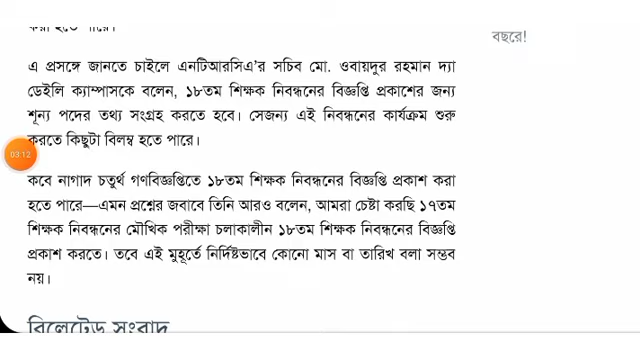 করা হতে পারে।
বছরে!
এ প্রসঙ্গে জানতে চাইলে এনটিআরসিএ’র সচিব মো. ওবায়দুর রহমান দ্যা
ডেইলি ক্যাম্পাসকে বলেন, ১৮তম শিক্ষক নিবন্ধনের বিজ্ঞপ্তি প্রকাশের জন্য
শূন্য পদের তথ্য সংগ্রহ করতে হবে। সেজন্য এই নিবন্ধনের কার্যক্রম শুরু
করতে কিছুটা বিলম্ব হতে পারে।
03:12
কবে নাগাদ চতুর্থ গণবিজ্ঞপ্তিতে ১৮তম শিক্ষক নিবন্ধনের বিজ্ঞপ্তি প্রকাশ করা
হতে পারে—এমন প্রশ্নের জবাবে তিনি আরও বলেন, আমরা চেষ্টা করছি ১৭তম
শিক্ষক নিবন্ধনের মৌখিক পরীক্ষা চলাকালীন ১৮তম শিক্ষক নিবন্ধনের বিজ্ঞপ্তি
প্রকাশ করতে। তবে এই মুহূর্তে নির্দিষ্টভাবে কোনো মাস বা তারিখ বলা সম্ভব
নয়।
রিলেটেড সংবাদ